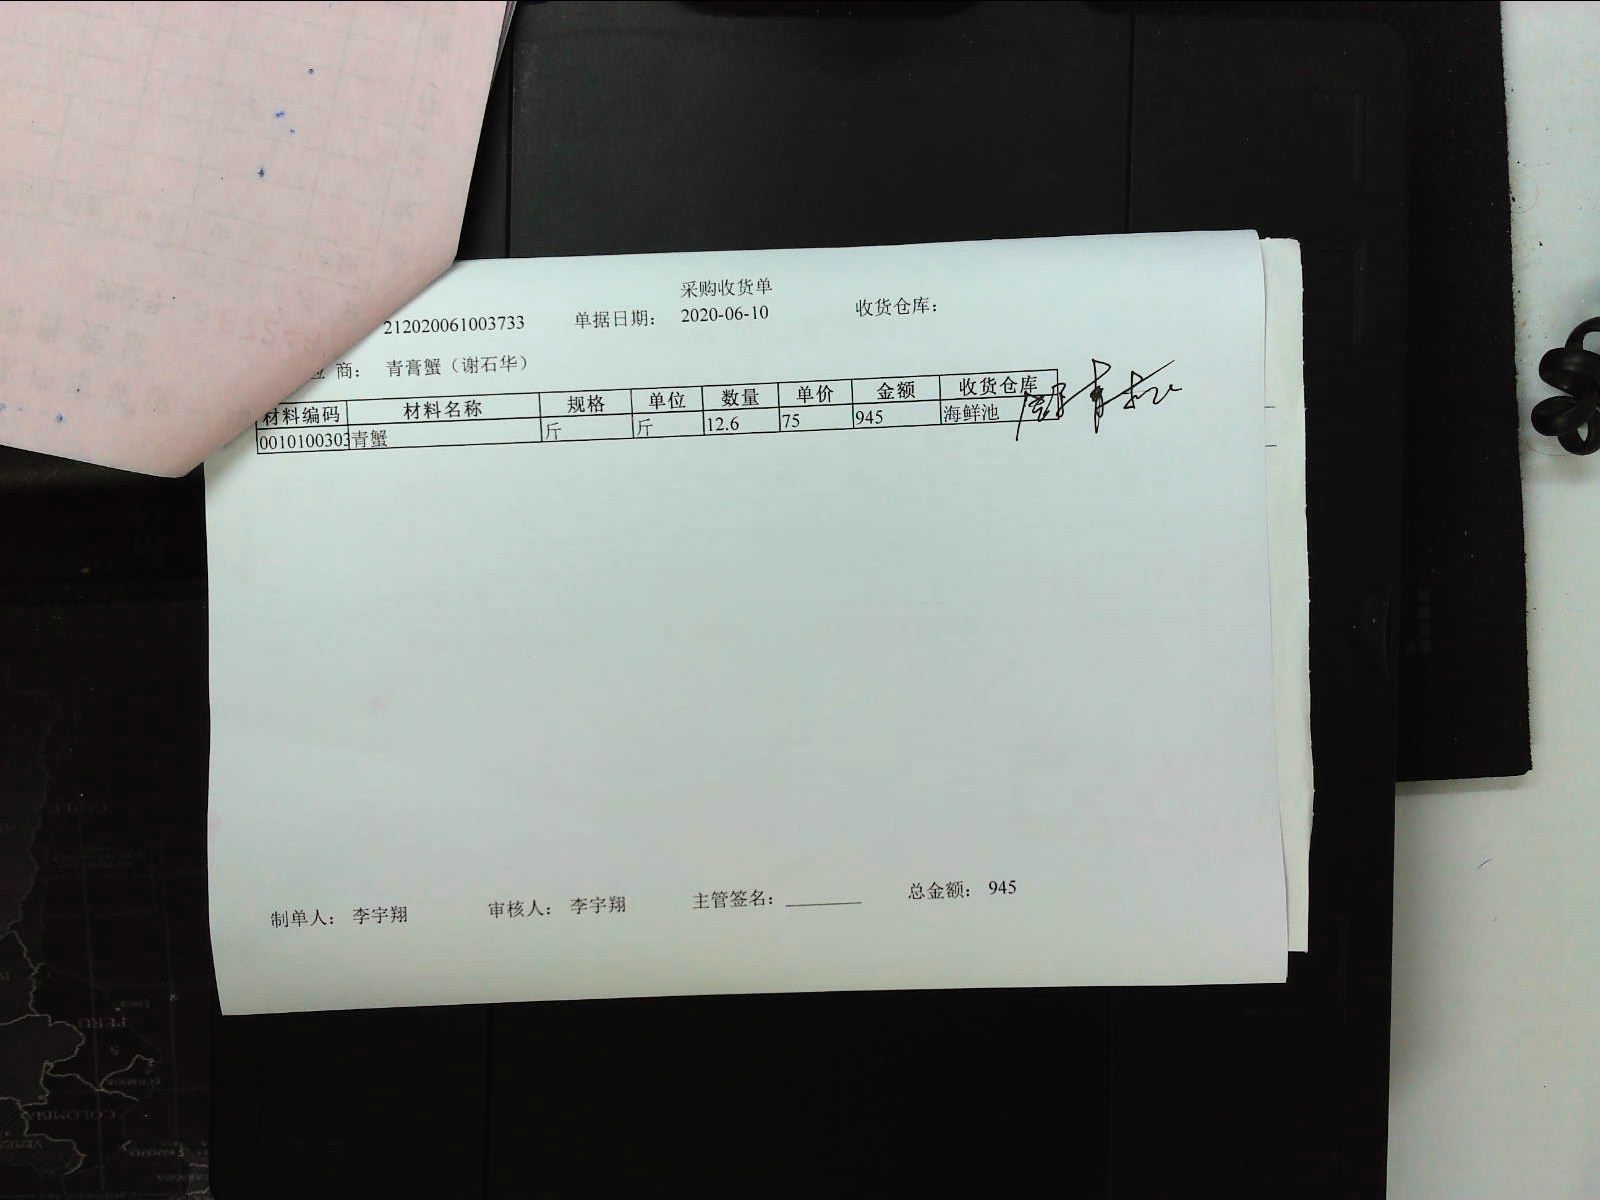 采购收货单
212020061003733 单据日期： 2020-06-10 收货仓库：
商： 青膏蟹（谢石华）
材料编码 材料名称 规格 单位 数量 单价 金额 收货仓库
0010100303 青蟹 斤 斤 12.6 75 945 海鲜池
制单人： 李宇翔 审核人： 李宇翔 主管签名： 总金额： 945